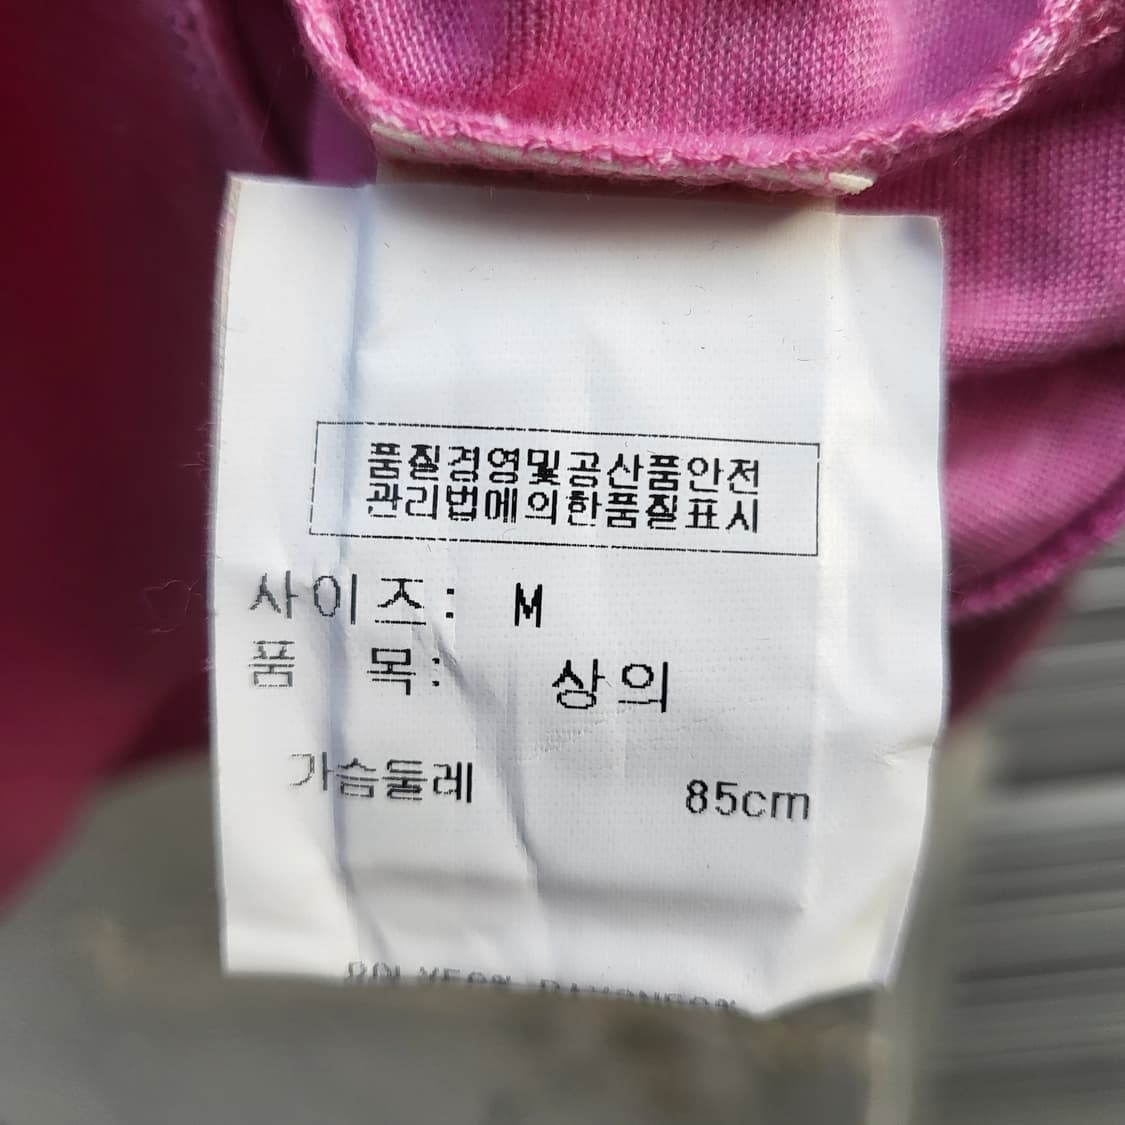 품질경영및공산품안전
관리법에의한품질표시
사이즈: M
품 목: 상의
가슴둘레 85cm